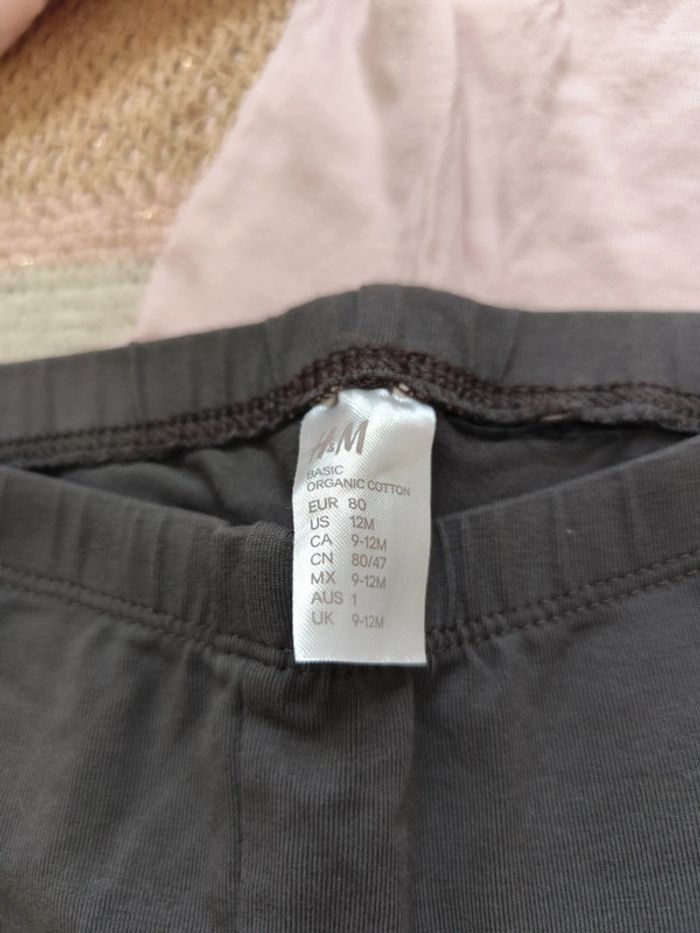 H&M
BASIC
ORGANIC COTTON
EUR 80
US 12M
CA 9-12M
CN 80/47
MX 9-12M
AUS 1
UK 9-12M